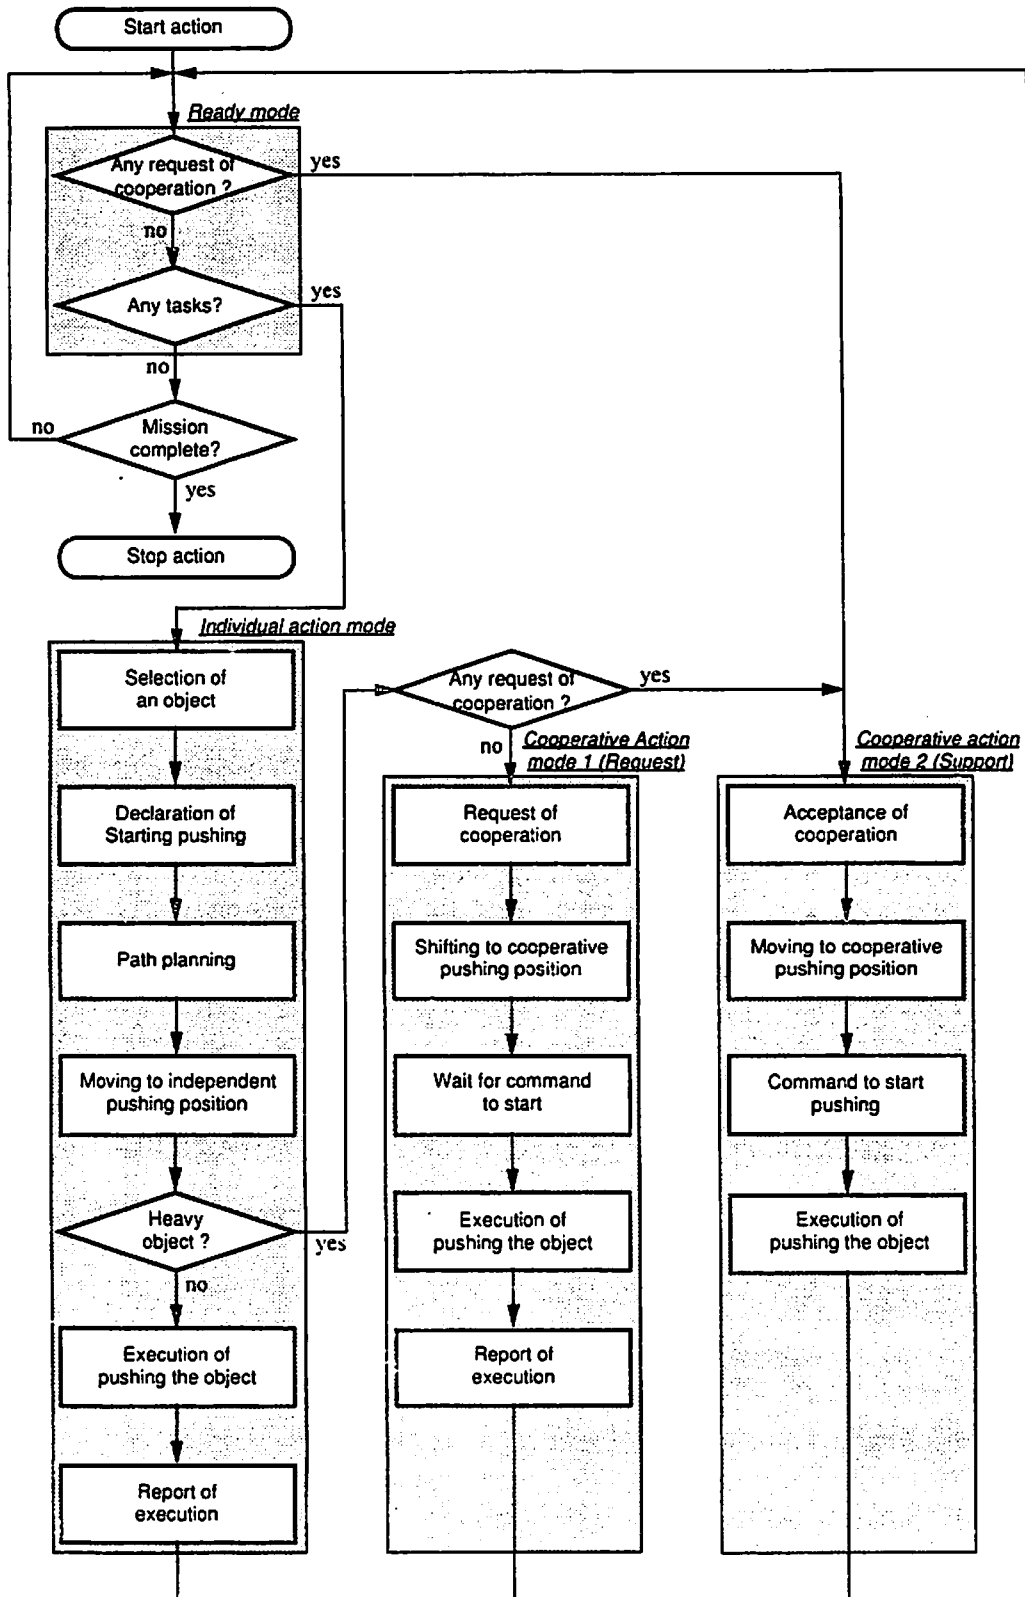 Start action
Ready mode
Any request of
cooperation ?
yes
no
Any tasks?
yes
no
Mission
complete?
no
yes
Stop action
Individual action mode
Selection of
an object
Declaration of
Starting pushing
Path planning
Moving to independent
pushing position
Heavy
object ?
yes
no
Execution of
pushing the object
Report of
execution
Any request of
cooperation ?
yes
no
Cooperative Action
mode 1 (Request)
Request of
cooperation
Shifting to cooperative
pushing position
Wait for command
to start
Execution of
pushing the object
Report of
execution
Cooperative action
mode 2 (Support)
Acceptance of
cooperation
Moving to cooperative
pushing position
Command to start
pushing
Execution of
pushing the object